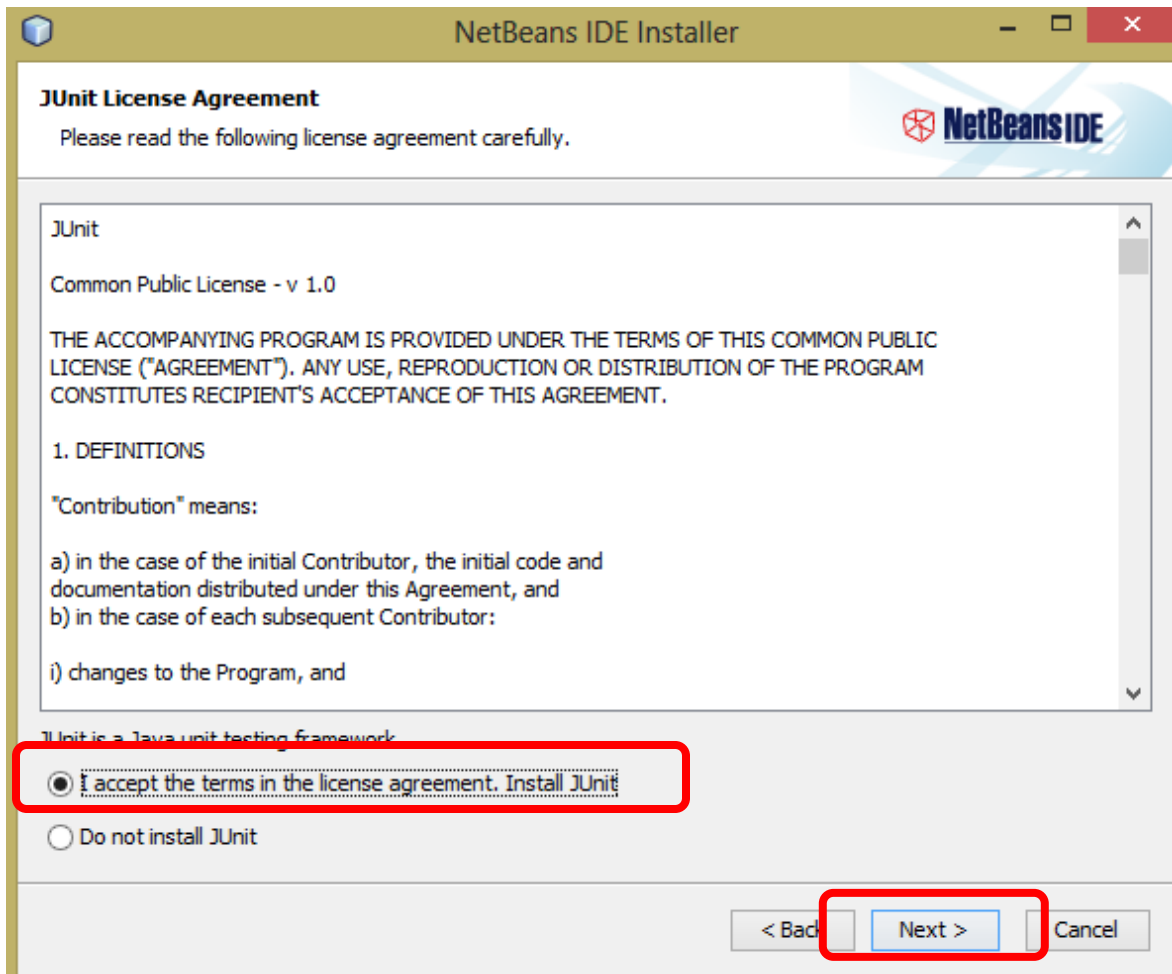 NetBeans IDE Installer
JUnit License Agreement
Please read the following license agreement carefully.
NetBeans IDE
JUnit
Common Public License - v 1.0
THE ACCOMPANYING PROGRAM IS PROVIDED UNDER THE TERMS OF THIS COMMON PUBLIC
LICENSE ("AGREEMENT"). ANY USE, REPRODUCTION OR DISTRIBUTION OF THE PROGRAM
CONSTITUTES RECIPIENT'S ACCEPTANCE OF THIS AGREEMENT.
1. DEFINITIONS
"Contribution" means:
a) in the case of the initial Contributor, the initial code and
documentation distributed under this Agreement, and
b) in the case of each subsequent Contributor:
i) changes to the Program, and
JUnit is a Java unit testing framework
I accept the terms in the license agreement. Install JUnit
Do not install JUnit
< Back
Next >
Cancel